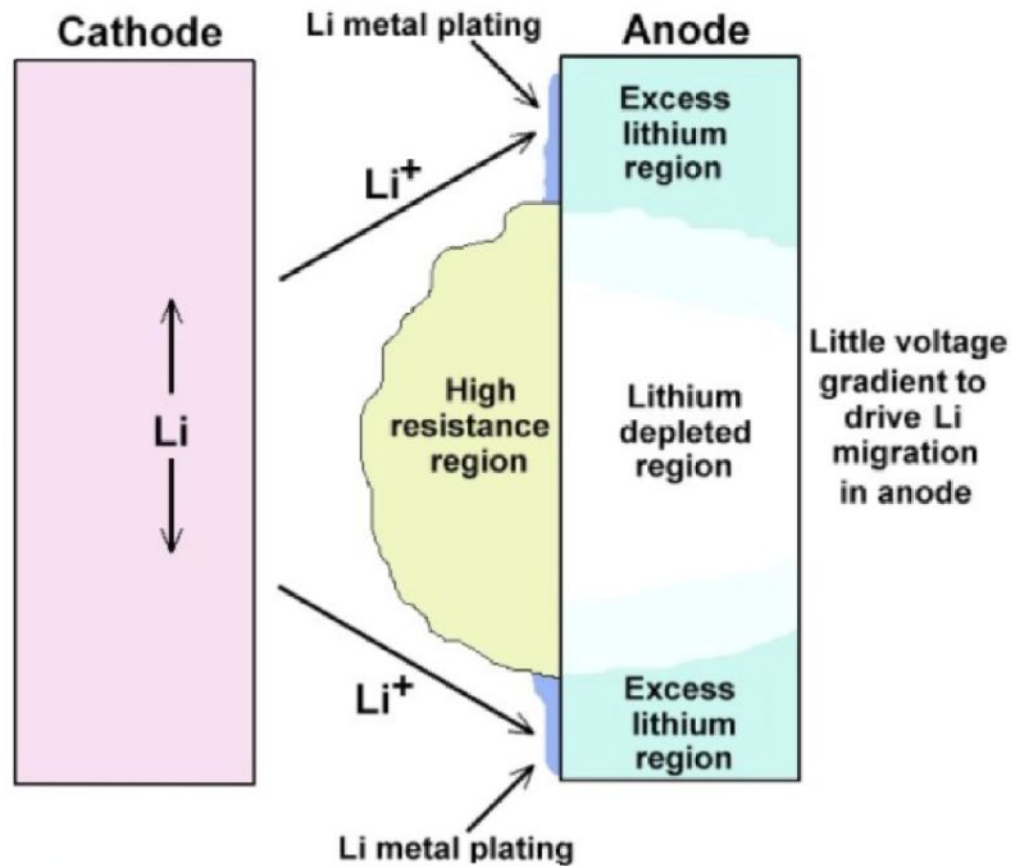 Cathode
Li metal plating
Anode
Excess
lithium
region
Li+
Little voltage
gradient to
drive Li
migration
in anode
High
resistance
region
Lithium
depleted
region
Li
Li+
Excess
lithium
region
Li metal plating